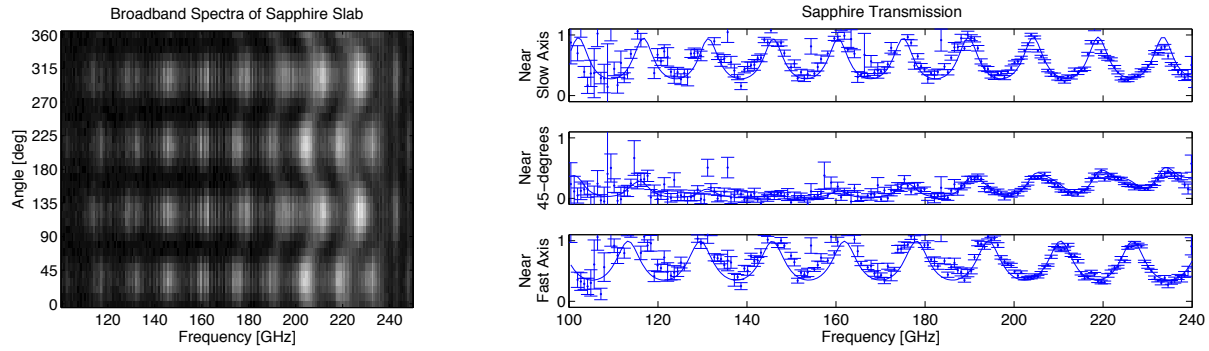 Broadband Spectra of Sapphire Slab
360
315
270
225
180
135
90
45
0
Angle [deg]
120 140 160 180 200 220 240
Frequency [GHz]
Sapphire Transmission
Near
Slow Axis
1
0
Near
45-degrees
1
0
Near
Fast Axis
1
0
100 120 140 160 180 200 220 240
Frequency [GHz]